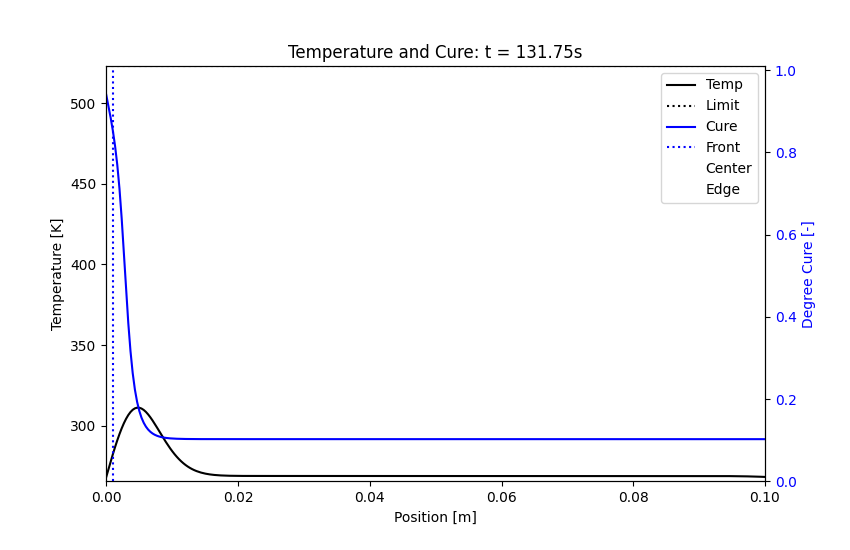 Temperature and Cure: t = 131.75s
Temp
Limit
Cure
Front
Center
Edge
500
450
400
350
300
Temperature [K]
1.0
0.8
0.6
0.4
0.2
0.0
Degree Cure [-]
0.00 0.02 0.04 0.06 0.08 0.10
Position [m]